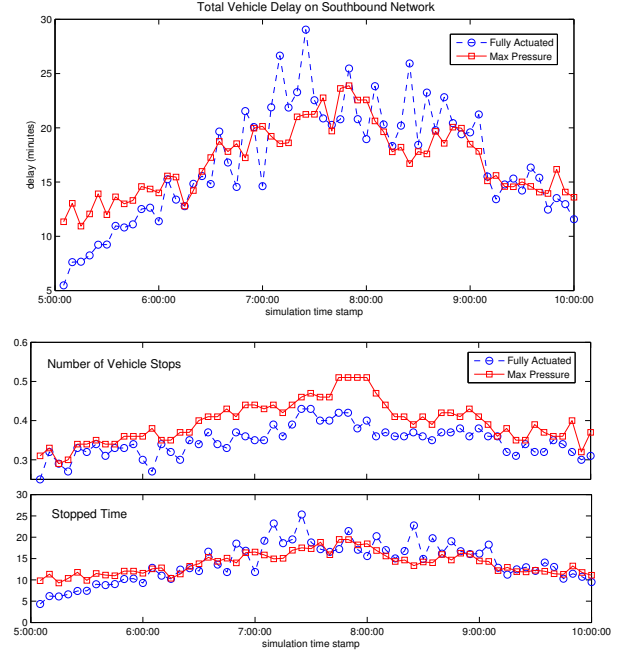 Total Vehicle Delay on Southbound Network
30
25
20
15
10
5
delay (minutes)
Fully Actuated
Max Pressure
5:00:00 6:00:00 7:00:00 8:00:00 9:00:00 10:00:00
simulation time stamp
0.6
0.5
0.4
0.3
Number of Vehicle Stops
Fully Actuated
Max Pressure
30
25
20
15
10
5
0
Stopped Time
5:00:00 6:00:00 7:00:00 8:00:00 9:00:00 10:00:00
simulation time stamp